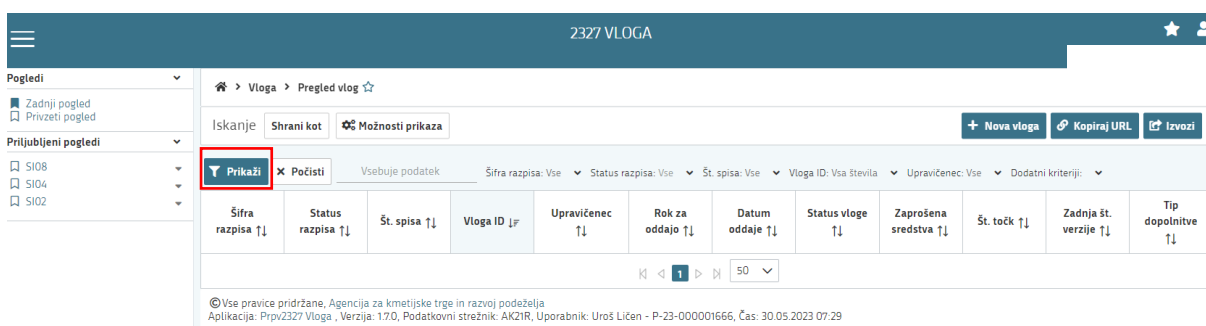 2327 VLOGA
Pogledi
Zadnji pogled
Privzeti pogled
Priljubljeni pogledi
SI08
SI04
SI02
Vloga > Pregled vlog
Iskanje Shrani kot Možnosti prikaza + Nova vloga Kopiraj URL Izvozi
Prikaži × Počisti Vsebuje podatek Šifra razpisa: Vse Status razpisa: Vse Št. spisa: Vse Vloga ID: Vsa števila Upravičenec: Vse Dodatni kriteriji:
Šifra razpisa Status razpisa Št. spisa Vloga ID Upravičenec Rok za oddajo Datum oddaje Status vloge Zaprošena sredstva Št. točk Zadnja št. verzije Tip dopolnitve
1 50
©Vse pravice pridržane, Agencija za kmetijske trge in razvoj podeželja
Aplikacija: Prpv2327 Vloga , Verzija: 1.7.0, Podatkovni strežnik: AK21R, Uporabnik: Uroš Ličen - P-23-000001666, Čas: 30.05.2023 07:29